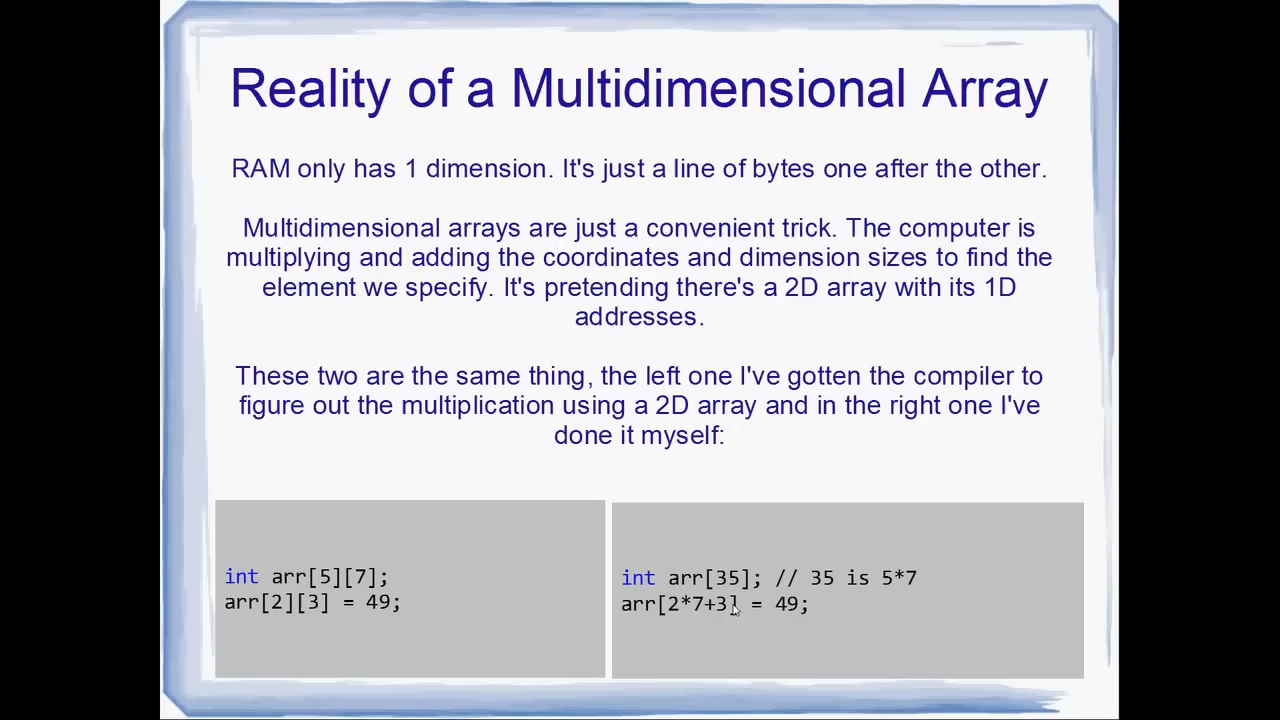 Reality of a Multidimensional Array
RAM only has 1 dimension. It's just a line of bytes one after the other.
Multidimensional arrays are just a convenient trick. The computer is
multiplying and adding the coordinates and dimension sizes to find the
element we specify. It's pretending there's a 2D array with its 1D
addresses.
These two are the same thing, the left one I've gotten the compiler to
figure out the multiplication using a 2D array and in the right one I've
done it myself:
int arr[5][7];
arr[2][3] = 49;
int arr[35]; // 35 is 5*7
arr[2*7+3] = 49;